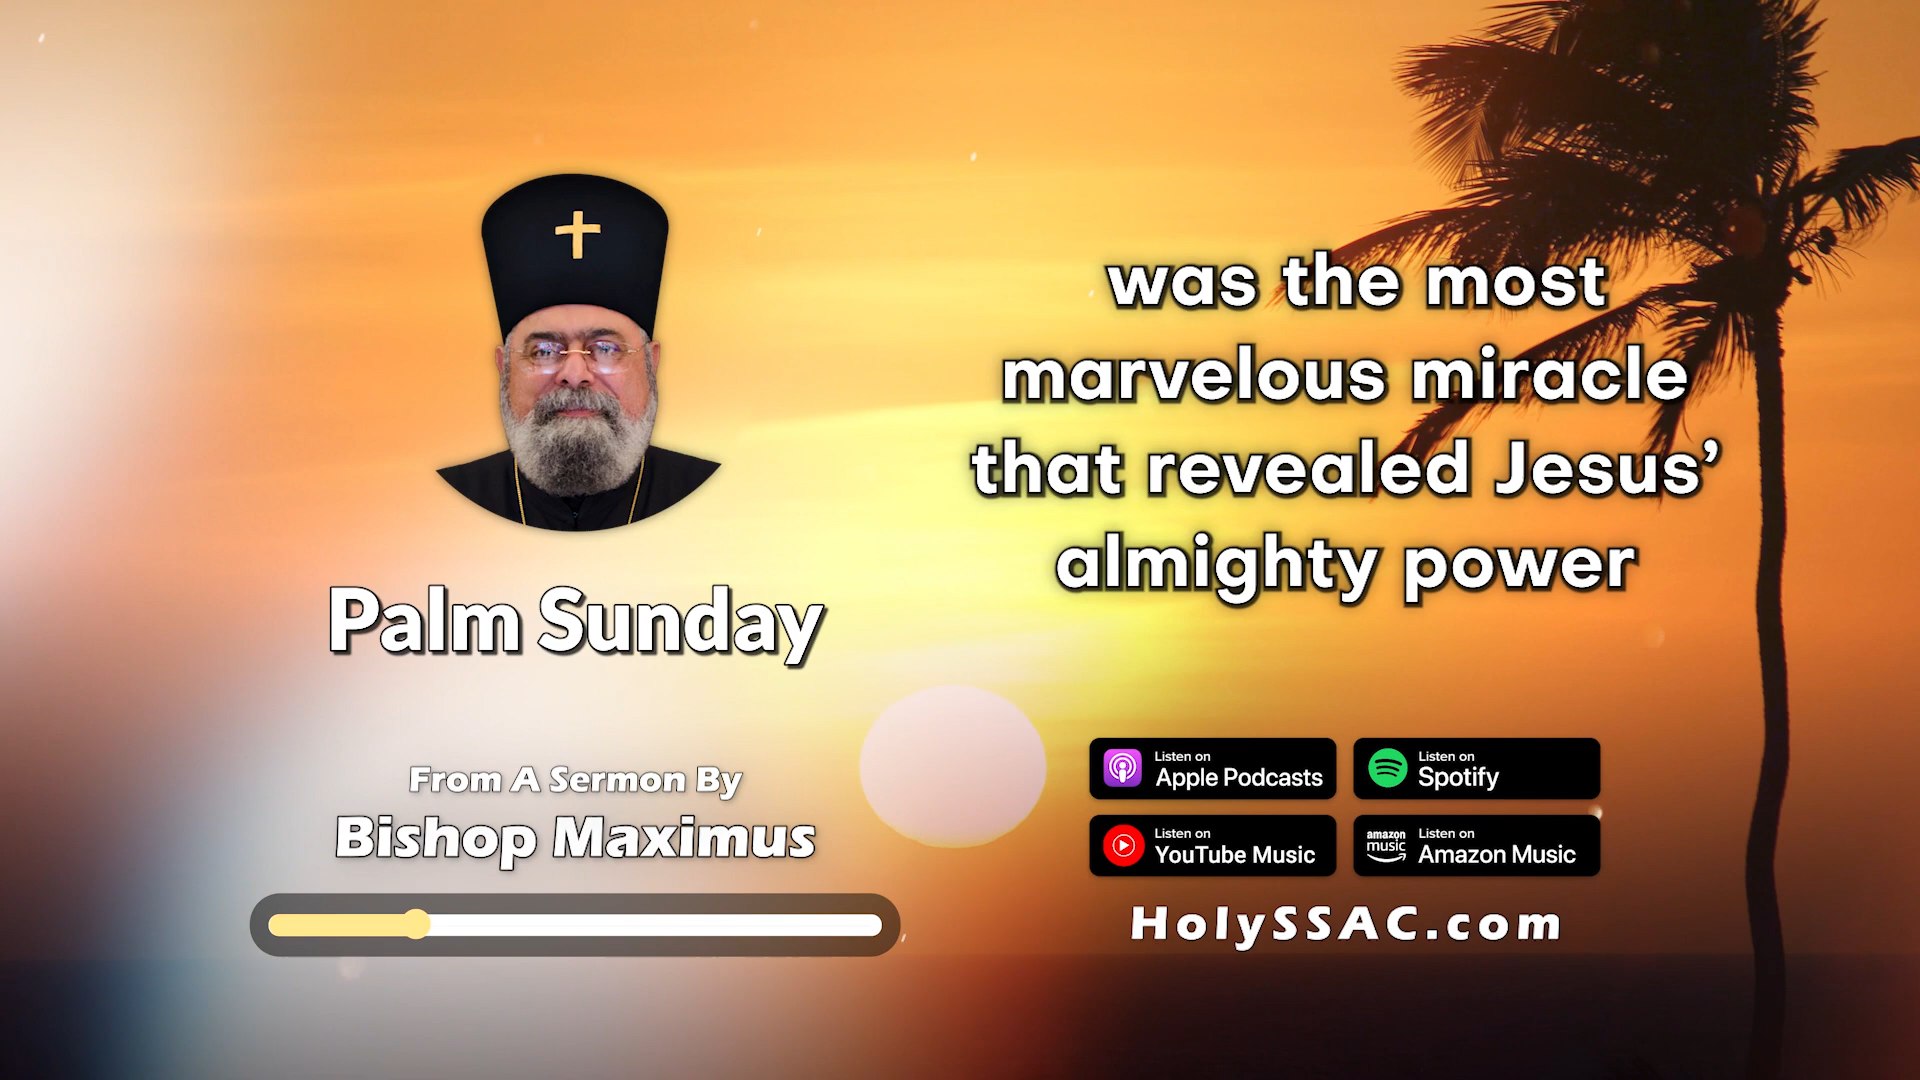 Palm Sunday
From A Sermon By
Bishop Maximus
was the most
marvelous miracle
that revealed Jesus’
almighty power
Listen on
Apple Podcasts
Listen on
Spotify
Listen on
YouTube Music
amazon
music
Listen on
Amazon Music
HolySSAC.com